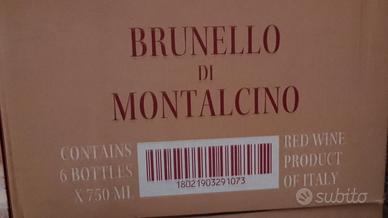 BRUNELLO
DI
MONTALCINO
CONTAINS
6 BOTTLES
X 750 ML
18021903291073
RED WINE
PRODUCT
OF ITALY
subito